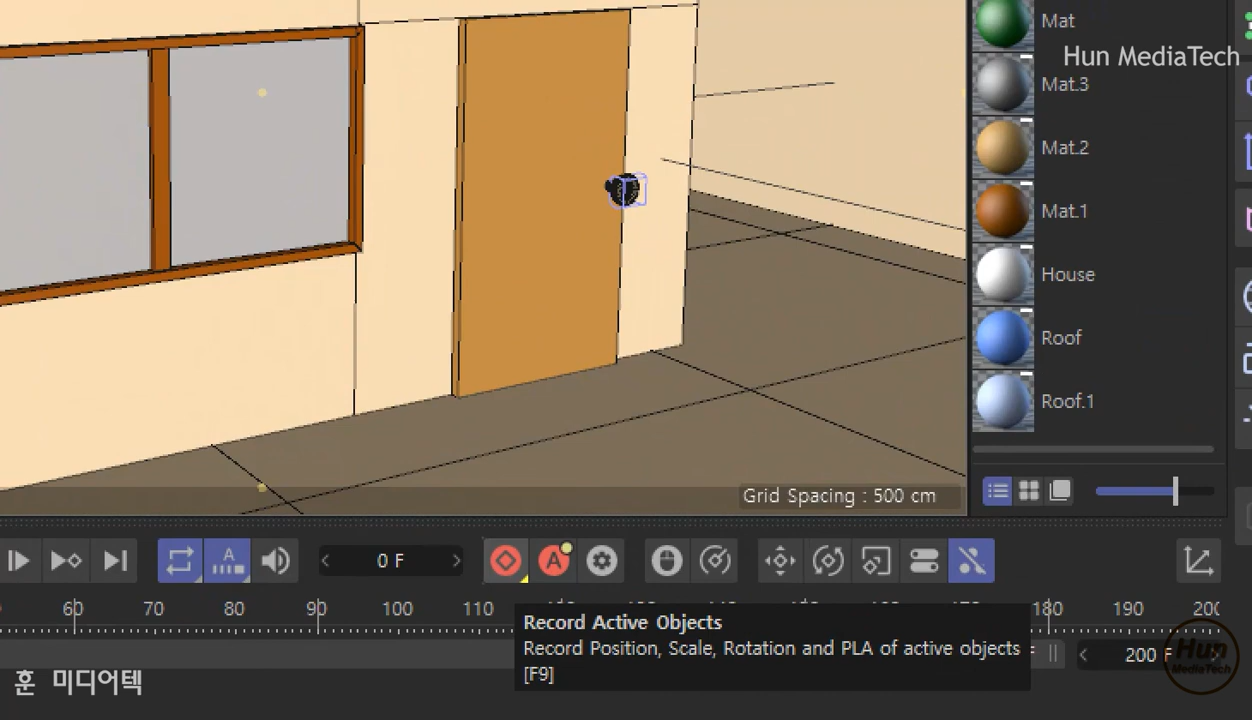 Mat
Hun MediaTech
Mat.3
Mat.2
Mat.1
House
Roof
Roof.1
Grid Spacing : 500 cm
0 F
A
A
60 70 80 90 100 110 180 190
Record Active Objects
Record Position, Scale, Rotation and PLA of active objects
[F9]
200 F
Hun
MediaTech
훈 미디어텍